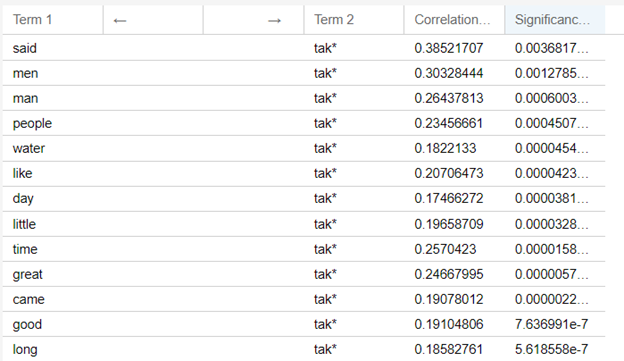 Term 1 ← → Term 2 Correlation... Significanc...
said tak* 0.38521707 0.0036817...
men tak* 0.30328444 0.0012785...
man tak* 0.26437813 0.0006003...
people tak* 0.23456661 0.0004507...
water tak* 0.1822133 0.0000454...
like tak* 0.20706473 0.0000423...
day tak* 0.17466272 0.0000381...
little tak* 0.19658709 0.0000328...
time tak* 0.2570423 0.0000158...
great tak* 0.24667995 0.0000057...
came tak* 0.19078012 0.0000022...
good tak* 0.19104806 7.636991e-7
long tak* 0.18582761 5.618558e-7